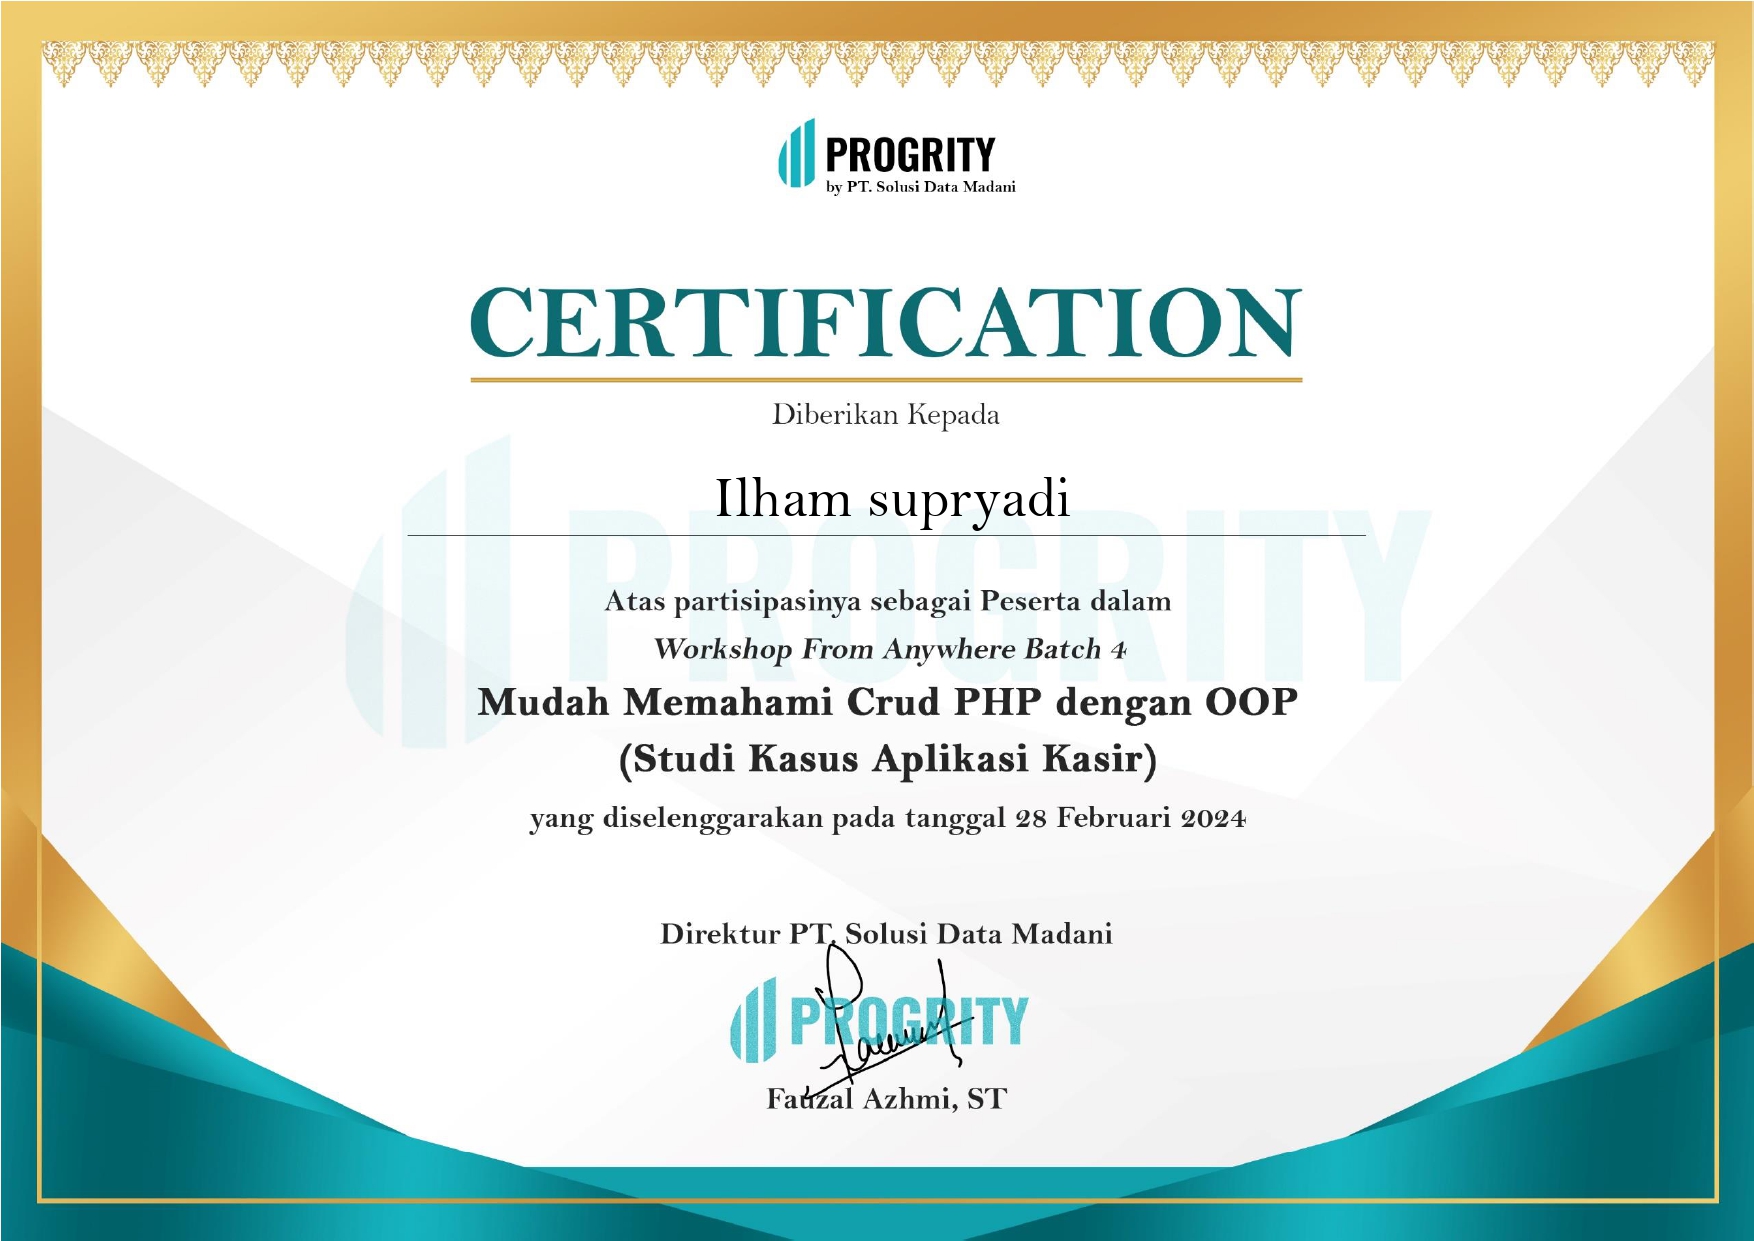 PROGRITY
by PT. Solusi Data Madani
CERTIFICATION
Diberikan Kepada
Ilham supryadi
PROGRITY
Atas partisipasinya sebagai Peserta dalam
Workshop From Anywhere Batch 4
Mudah Memahami Crud PHP dengan OOP
(Studi Kasus Aplikasi Kasir)
yang diselenggarakan pada tanggal 28 Februari 2024
Direktur PT. Solusi Data Madani
PROGRITY
Fauzal Azhmi, ST